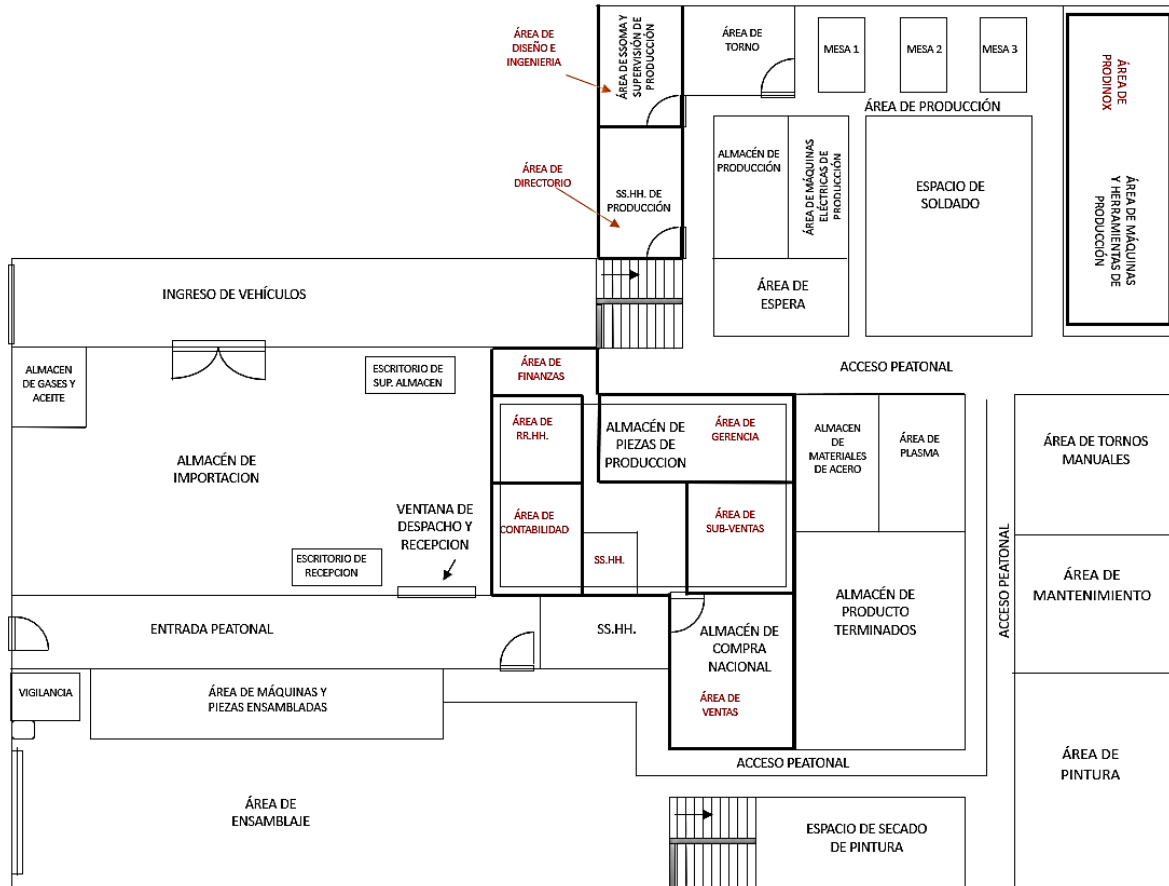 ÁREA DE
DISEÑO E
INGENIERIA
ÁREA DE SSOMA Y
SUPERVISIÓN DE
PRODUCCIÓN
ÁREA DE
TORNO
MESA 1
MESA 2
MESA 3
ÁREA DE
PRODINOX
ÁREA DE PRODUCCIÓN
ÁREA DE
DIRECTORIO
SS.HH. DE
PRODUCCIÓN
ALMACÉN DE
PRODUCCIÓN
ÁREA DE MÁQUINAS
ELÉCTRICAS DE
PRODUCCIÓN
ESPACIO DE
SOLDADO
ÁREA DE MÁQUINAS
Y HERRAMIENTAS DE
PRODUCCIÓN
INGRESO DE VEHÍCULOS
ÁREA DE
ESPERA
ALMACEN
DE GASES Y
ACEITE
ESCRITORIO DE
SUP. ALMACEN
ÁREA DE
FINANZAS
ACCESO PEATONAL
ÁREA DE
RR.HH.
ALMACÉN DE
PIEZAS DE
PRODUCCION
ÁREA DE
GERENCIA
ALMACEN
DE
MATERIALES
DE ACERO
ÁREA DE
PLASMA
ÁREA DE TORNOS
MANUALES
ALMACÉN DE
IMPORTACION
VENTANA DE
DESPACHO Y
RECEPCION
ÁREA DE
CONTABILIDAD
ÁREA DE
SUB-VENTAS
ESCRITORIO DE
RECEPCION
SS.HH.
ACCESO PEATONAL
ÁREA DE
MANTENIMIENTO
ENTRADA PEATONAL
SS.HH.
ALMACÉN DE
COMPRA
NACIONAL
ALMACÉN DE
PRODUCTO
TERMINADOS
VIGILANCIA
ÁREA DE MÁQUINAS Y
PIEZAS ENSAMBLADAS
ÁREA DE
VENTAS
ACCESO PEATONAL
ÁREA DE
PINTURA
ÁREA DE
ENSAMBLAJE
ESPACIO DE SECADO
DE PINTURA